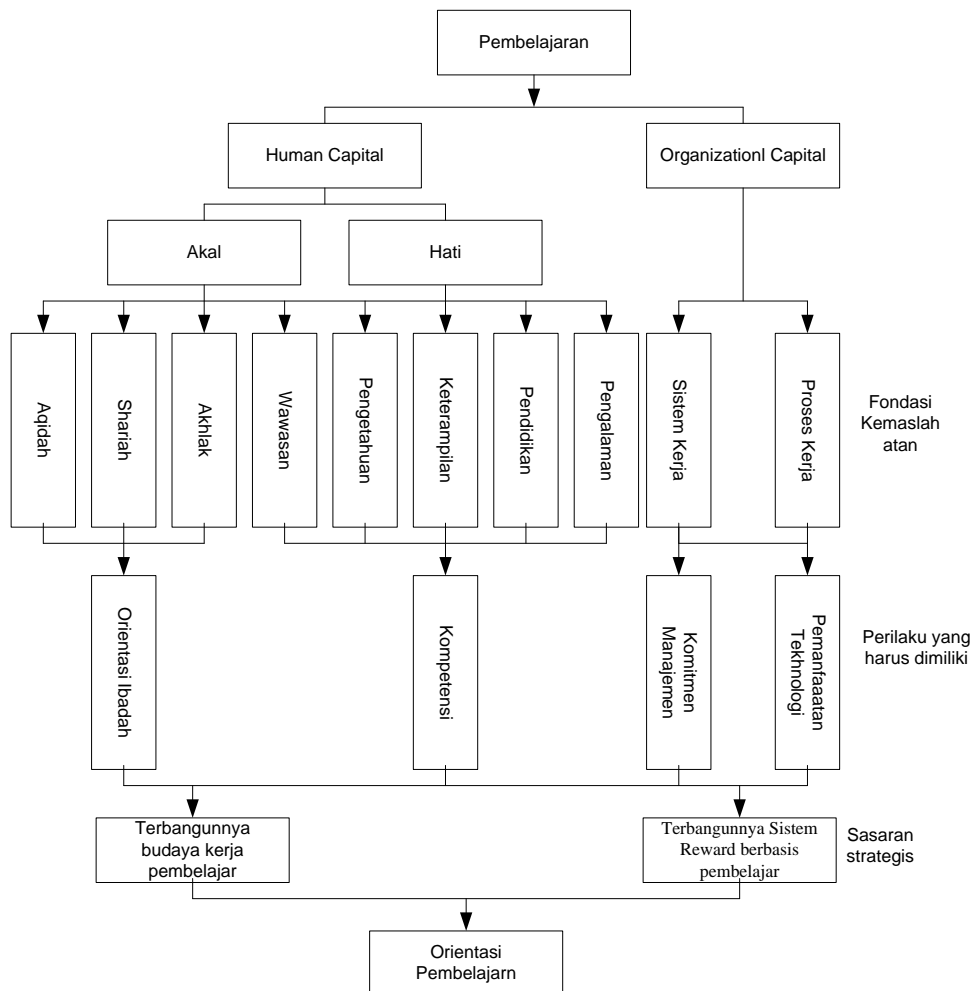 Pembelajaran
Human Capital
Organizationl Capital
Akal
Hati
Aqidah
Shariah
Akhlak
Wawasan
Pengetahuan
Keterampilan
Pendidikan
Pengalaman
Sistem Kerja
Proses Kerja
Fondasi
Kemaslah
atan
Orientasi Ibadah
Kompetensi
Komitmen
Manajemen
Pemanfaaatan
Tekhnologi
Perilaku yang
harus dimiliki
Terbangunnya
budaya kerja
pembelajar
Terbangunnya Sistem
Reward berbasis
pembelajar
Sasaran
strategis
Orientasi
Pembelajarn